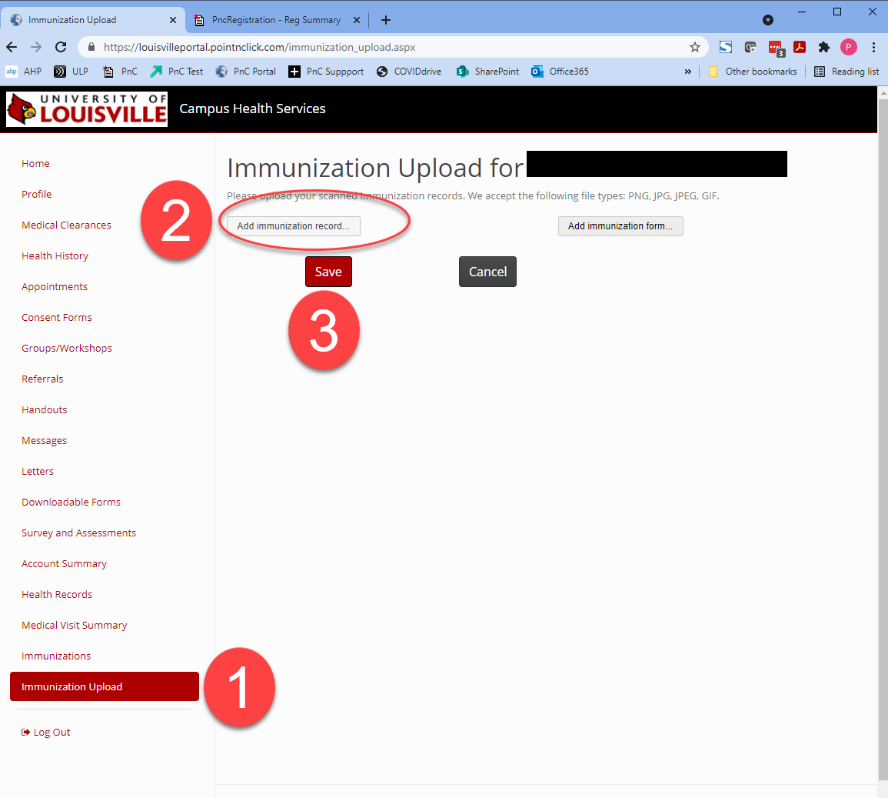 Immunization Upload
PncRegistration - Reg Summary
https://louisvilleportal.pointnclick.com/immunization_upload.aspx
3
P
ahp AHP ULP PnC PnC Test PnC Portal PnC Suppport COVIDdrive SharePoint Office365 » Other bookmarks Reading list
UNIVERSITY OF
LOUISVILLE
Campus Health Services
Home
Profile
Medical Clearances
Health History
Appointments
Consent Forms
Groups/Workshops
Referrals
Handouts
Messages
Letters
Downloadable Forms
Survey and Assessments
Account Summary
Health Records
Medical Visit Summary
Immunizations
Immunization Upload
1
Log Out
Immunization Upload for
Please upload your scanned immunization records. We accept the following file types: PNG, JPG, JPEG, GIF.
2
Add immunization record...
Add immunization form...
Save
Cancel
3